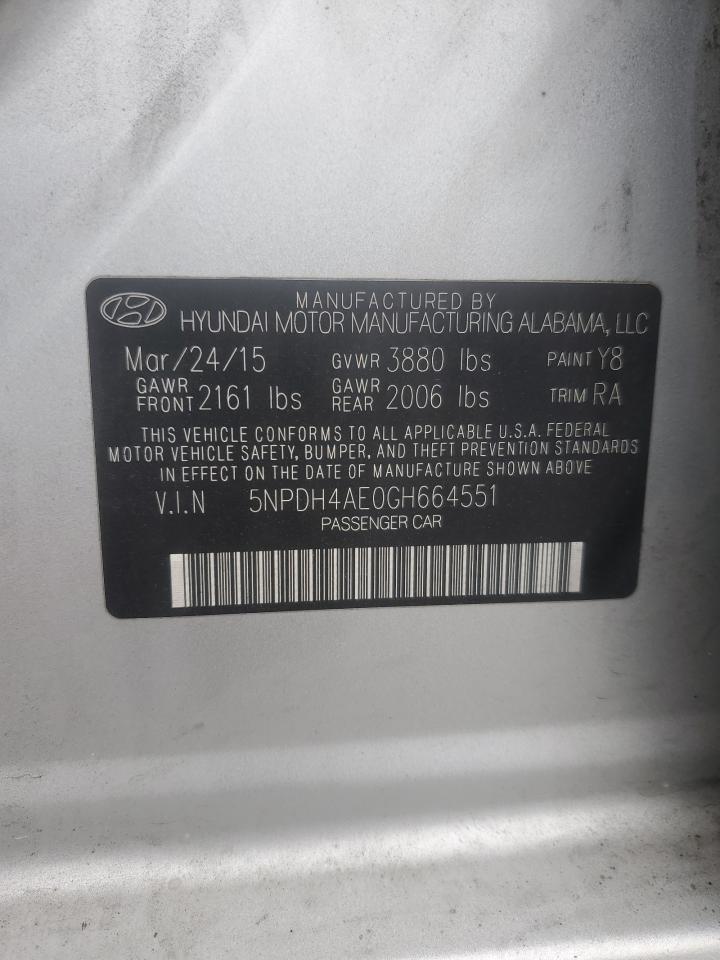 MANUFACTURED BY
HYUNDAI MOTOR MANUFACTURING ALABAMA, LLC
Mar/24/15 GVWR 3880 lbs PAINT Y8
GAWR FRONT 2161 lbs GAWR REAR 2006 lbs TRIM RA
THIS VEHICLE CONFORMS TO ALL APPLICABLE U.S.A. FEDERAL
MOTOR VEHICLE SAFETY, BUMPER, AND THEFT PREVENTION STANDARDS
IN EFFECT ON THE DATE OF MANUFACTURE SHOWN ABOVE
V.I.N 5NPDH4AE0GH664551
PASSENGER CAR